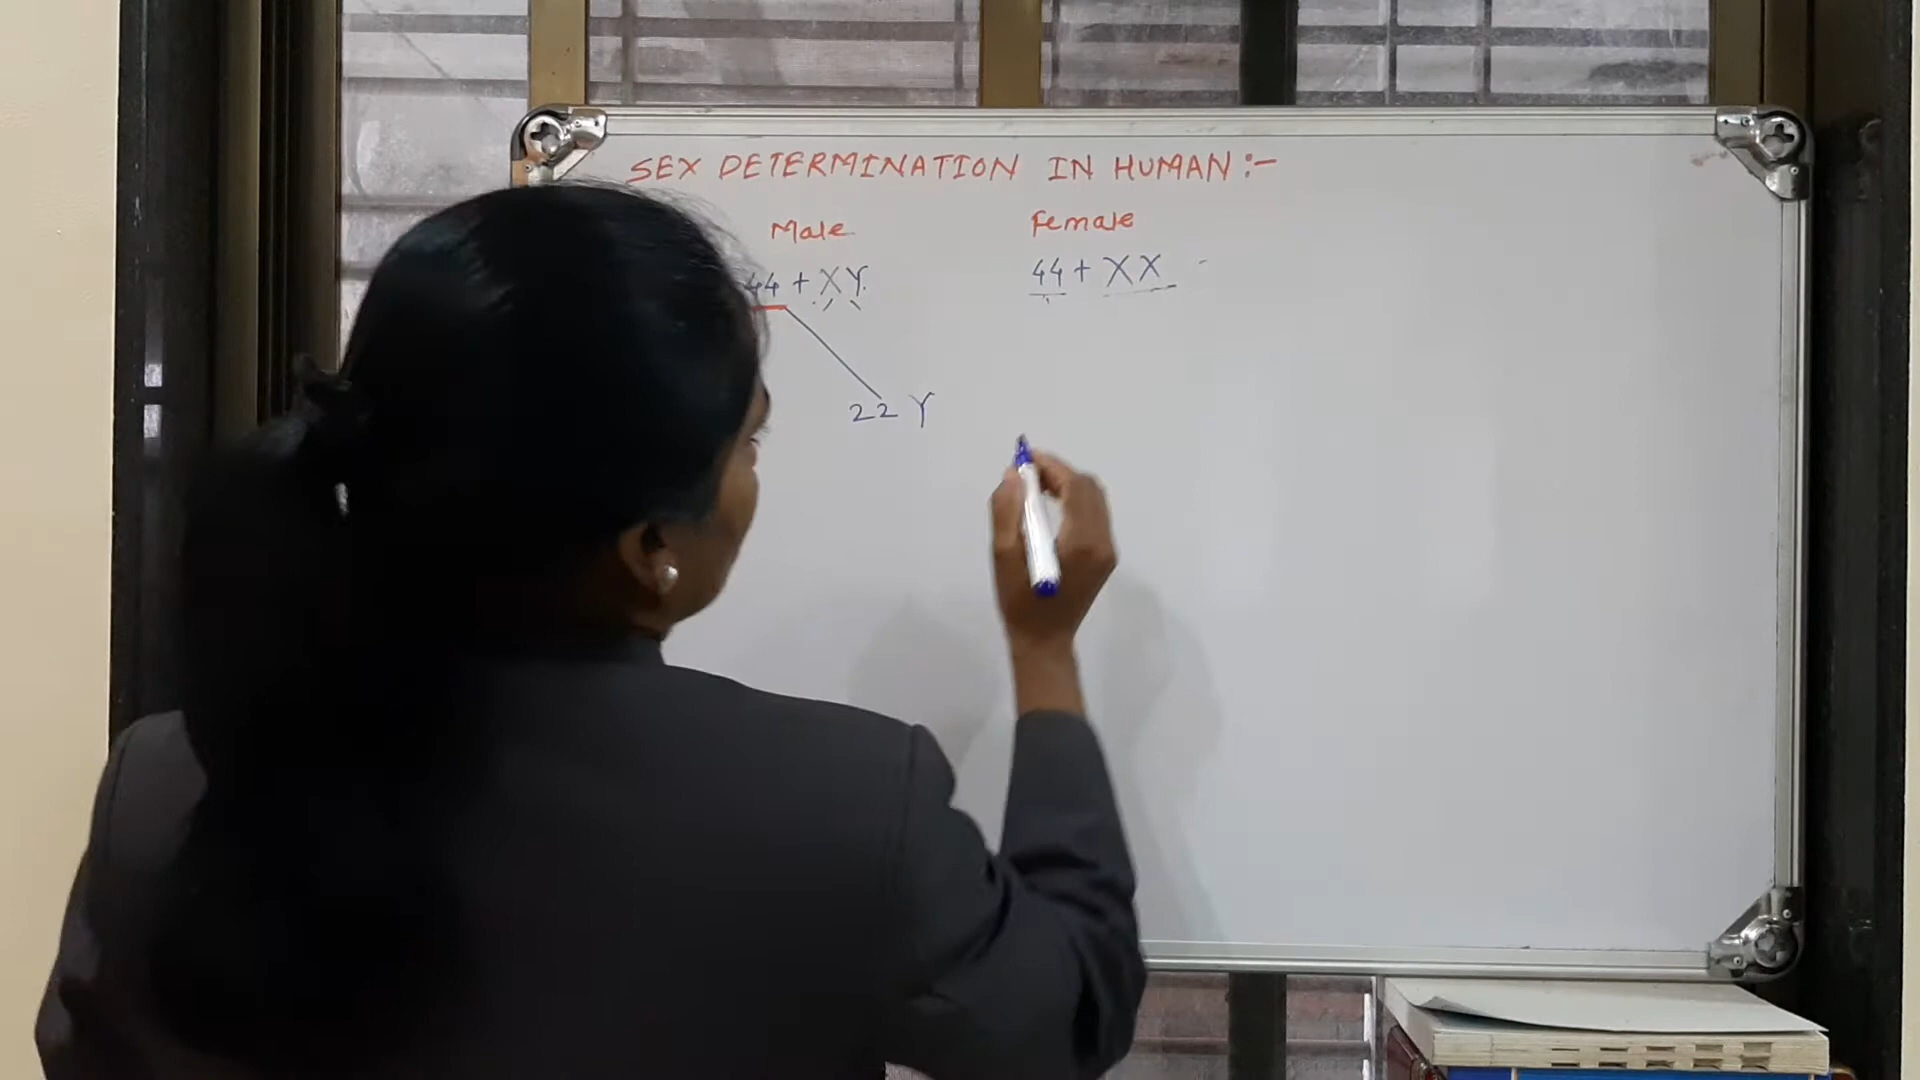 SEX DETERMINATION IN HUMAN :-
Male Female
44 + XY 44 + XX
22 Y